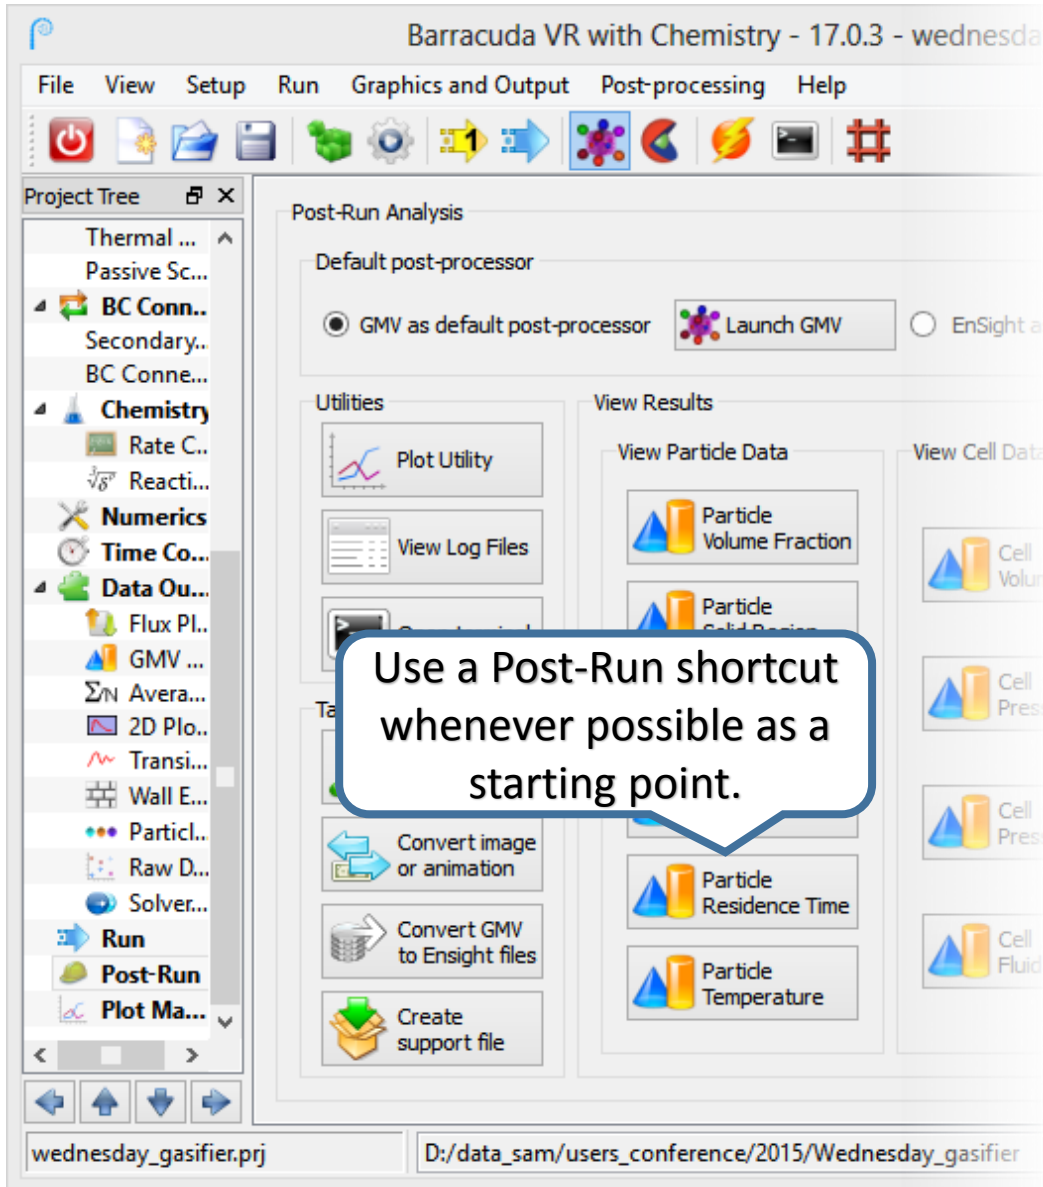 Barracuda VR with Chemistry - 17.0.3 - wednesda
File View Setup Run Graphics and Output Post-processing Help
1
Project Tree
Thermal ...
Passive Sc...
BC Conn..
Secondary..
BC Conne...
Chemistry
Rate C..
Reacti...
Numerics
Time Co...
Data Ou...
Flux Pl..
GMV ...
Σ/N Avera...
2D Plo..
Transi...
Wall E...
Particl...
Raw D...
Solver...
Run
Post-Run
Plot Ma...
Post-Run Analysis
Default post-processor
GMV as default post-processor
Launch GMV
EnSight a
Utilities
Plot Utility
View Log Files
Ta
Convert image
or animation
Convert GMV
to Ensight files
Create
support file
View Results
View Particle Data
Particle
Volume Fraction
Particle
Solid Region
Use a Post-Run shortcut
whenever possible as a
starting point.
Particle
Residence Time
Particle
Temperature
View Cell Data
Cell
Volu
Cell
Press
Cell
Press
Cell
Fluid
wednesday_gasifier.prj
D:/data_sam/users_conference/2015/Wednesday_gasifier